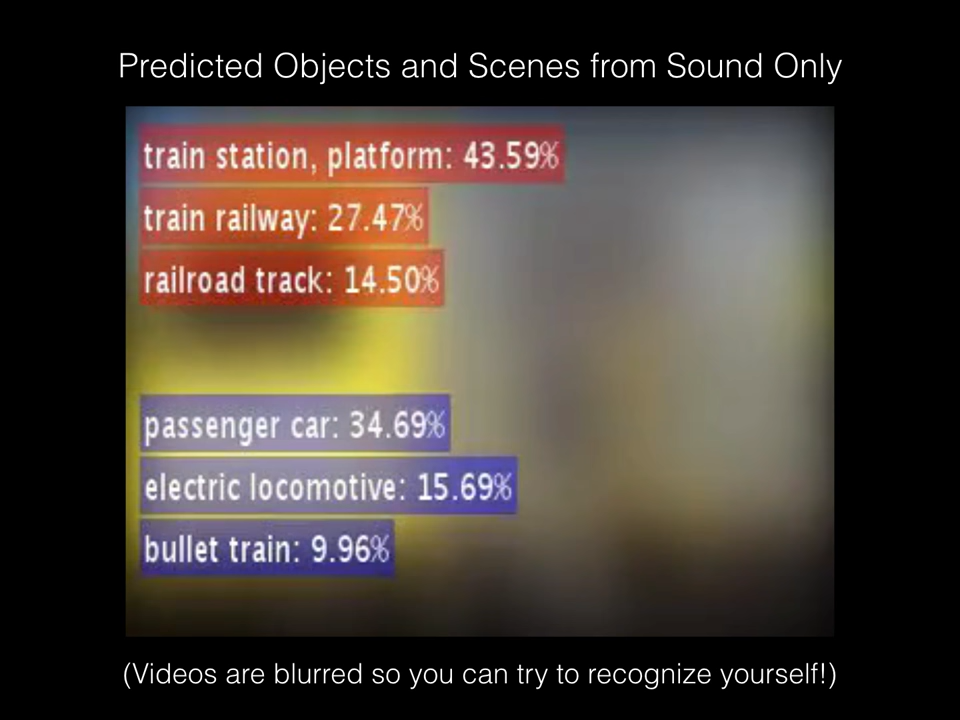 Predicted Objects and Scenes from Sound Only
train station, platform: 43.59%
train railway: 27.47%
railroad track: 14.50%
passenger car: 34.69%
electric locomotive: 15.69%
bullet train: 9.96%
(Videos are blurred so you can try to recognize yourself!)